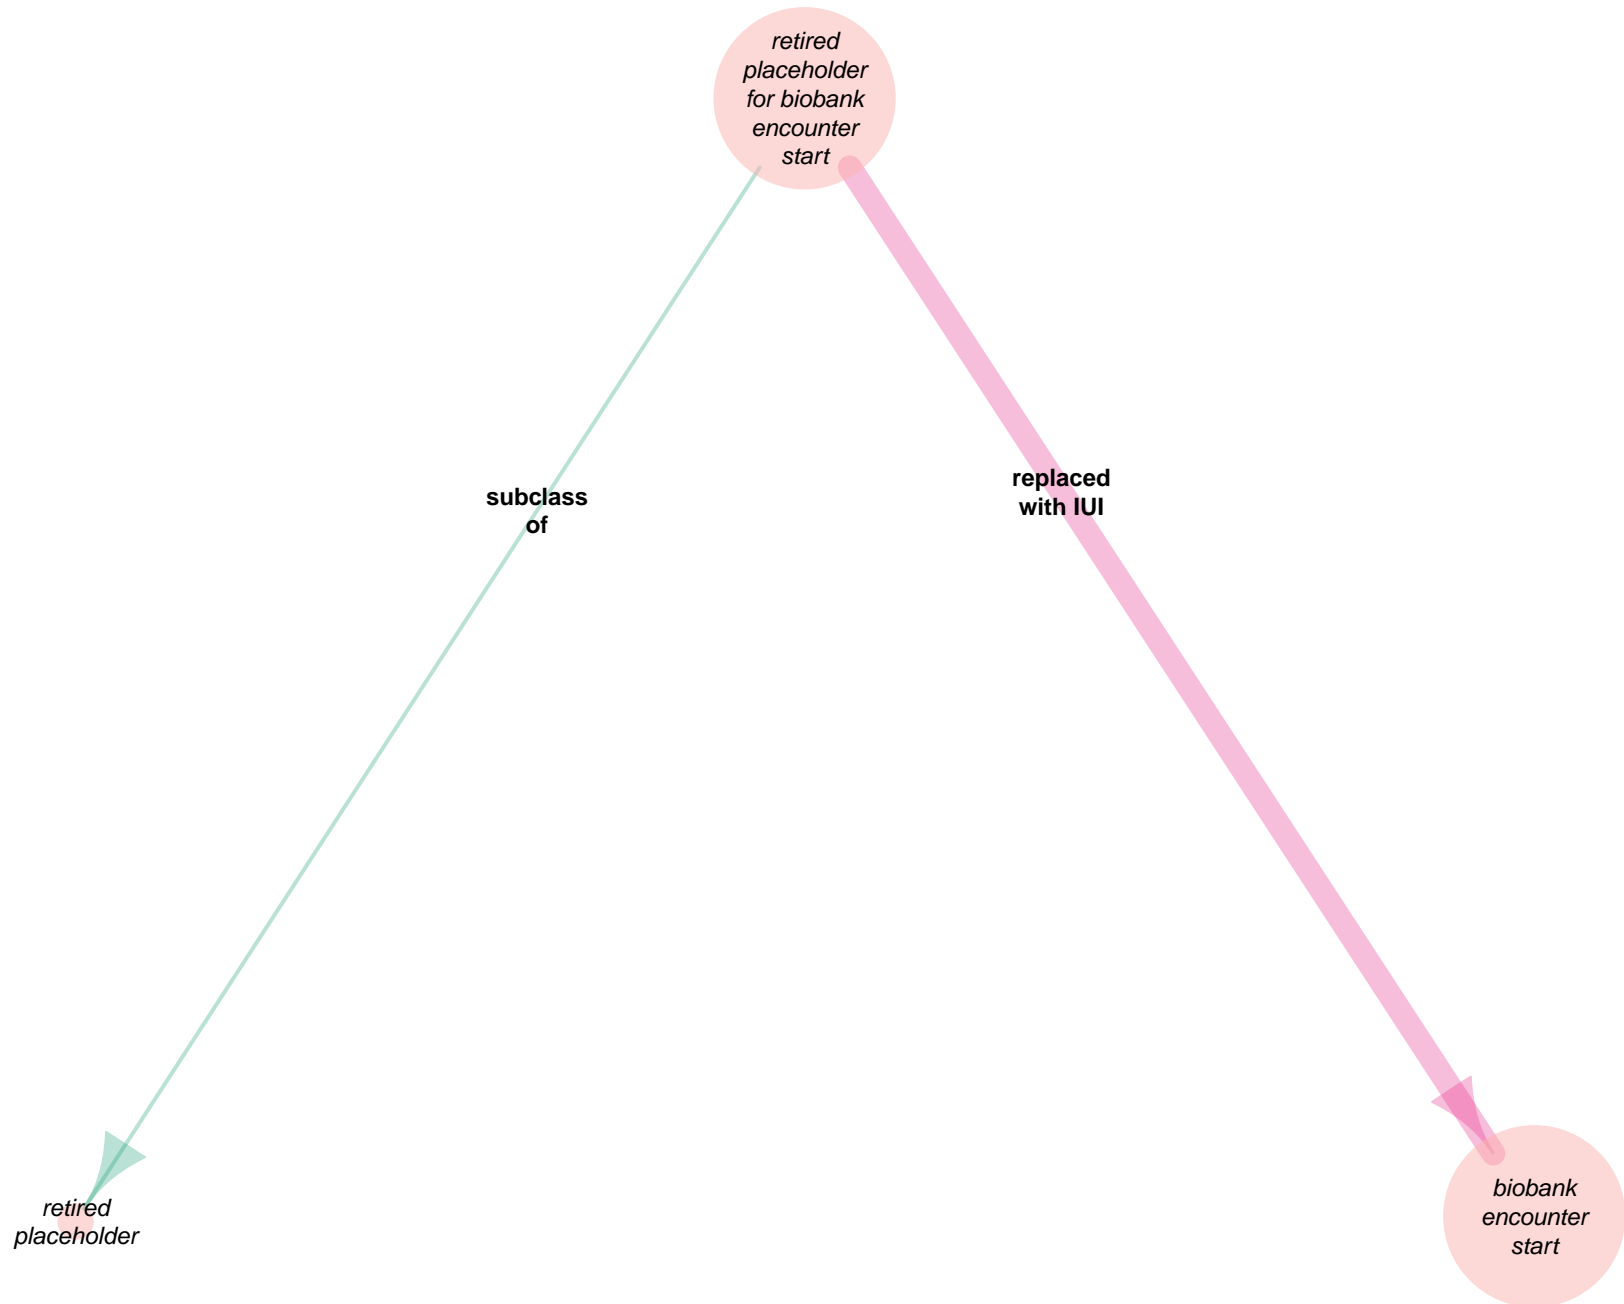 retired
placeholder
for biobank
encounter
start
subclass
of
replaced
with IUI
retired
placeholder
biobank
encounter
start